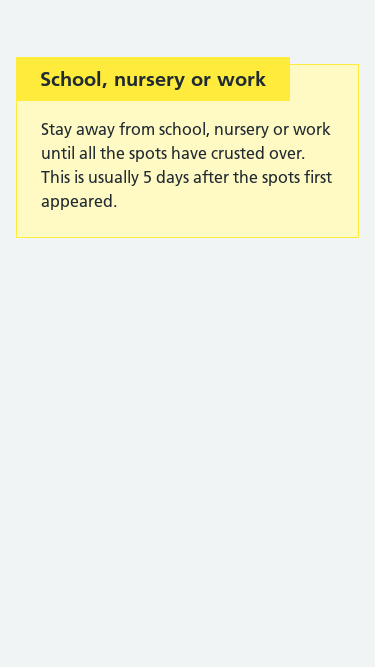 School, nursery or work
Stay away from school, nursery or work
until all the spots have crusted over.
This is usually 5 days after the spots first
appeared.